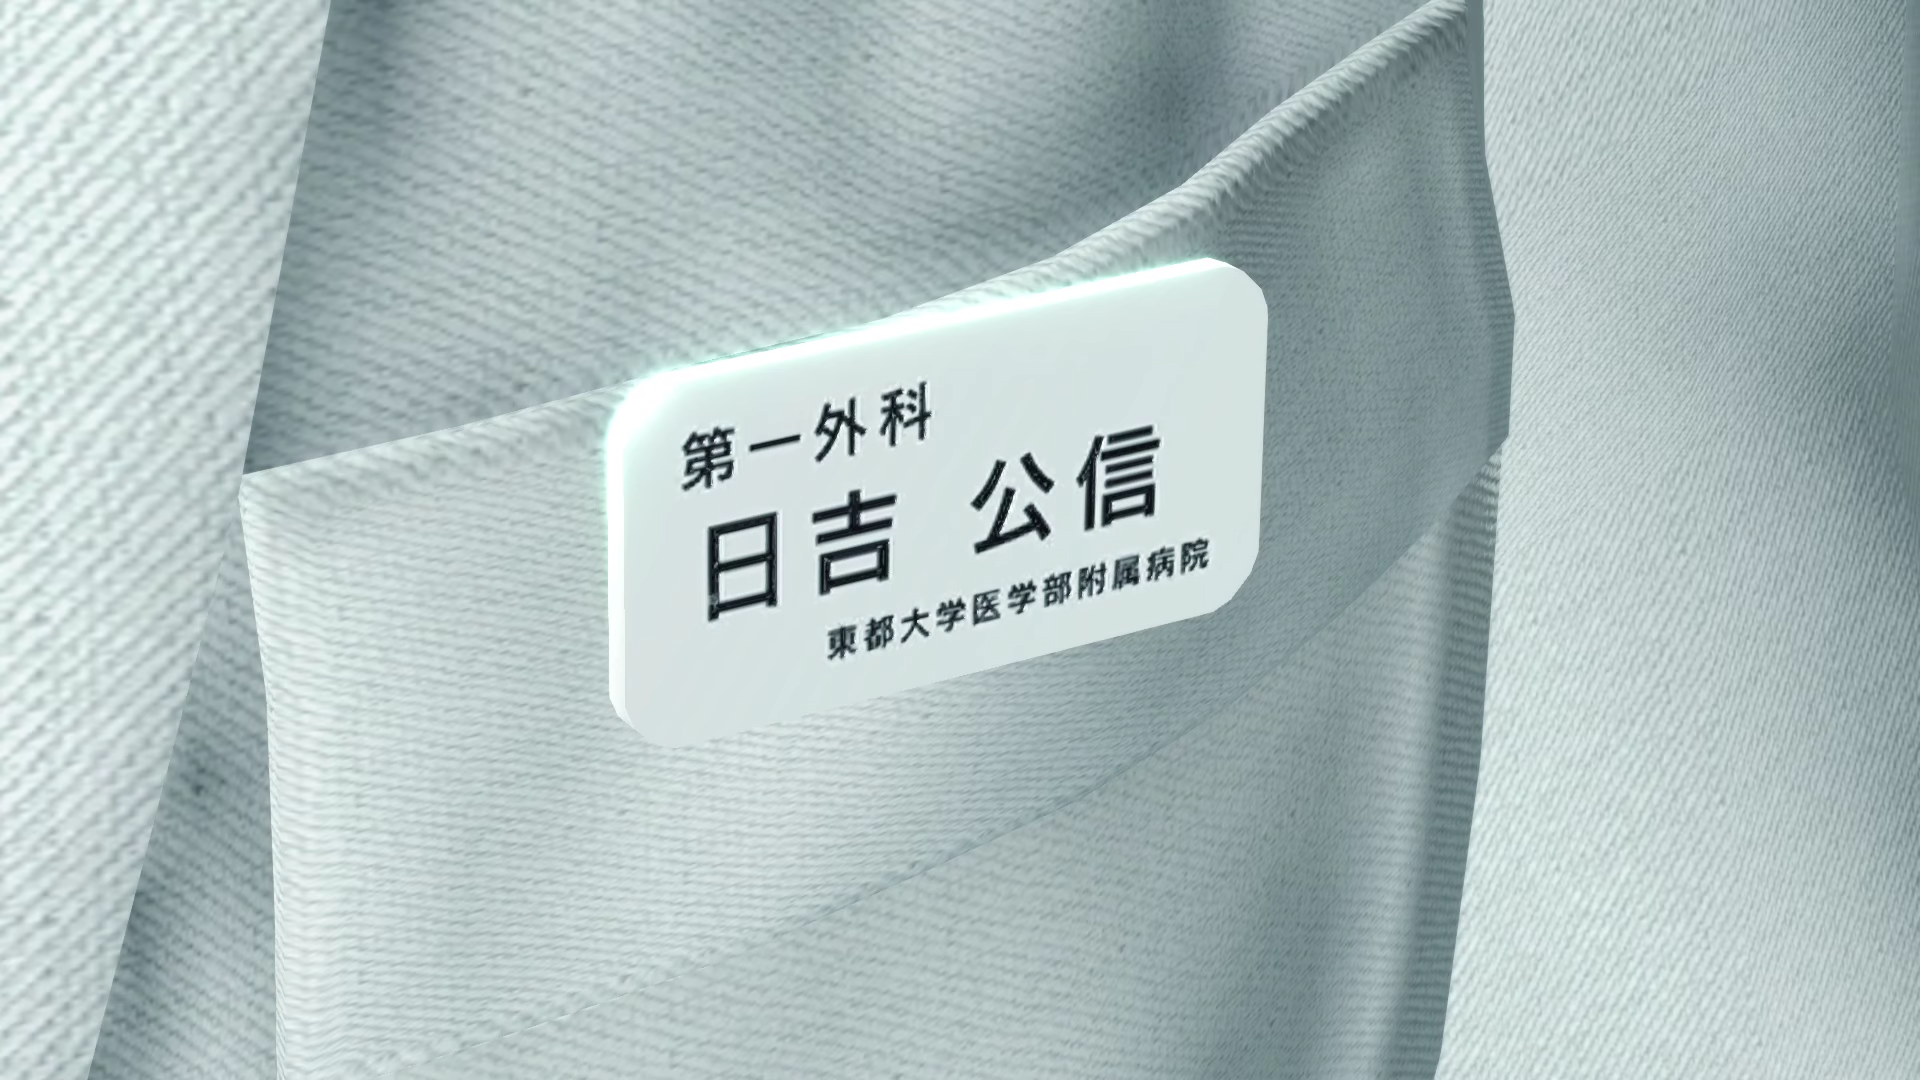 第一外科
日吉 公信
東都大学医学部附属病院